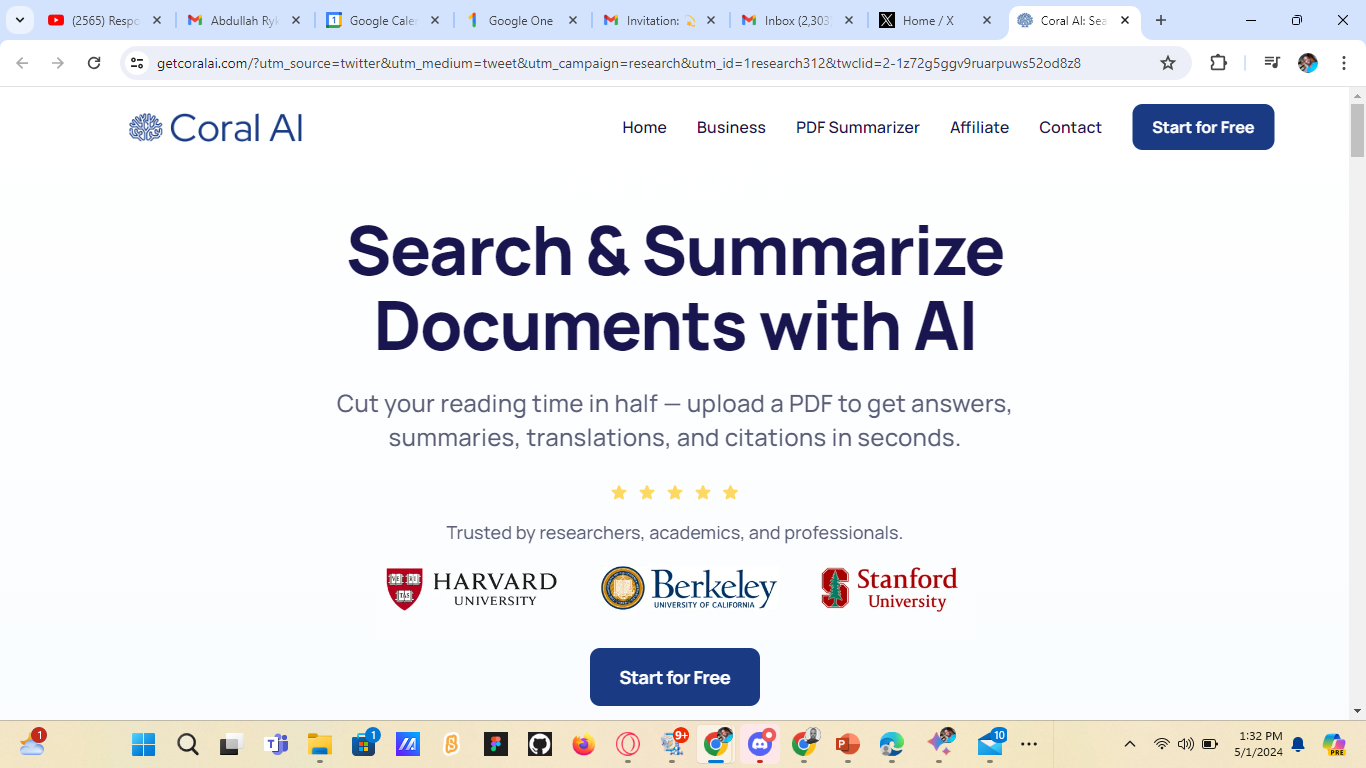 (2565) Respo
Abdullah Ryk
Google Caler
Google One
Invitation:
Inbox (2,303)
Home / X
Coral AI: Sea
getcoralai.com/?utm_source=twitter&utm_medium=tweet&utm_campaign=research&utm_id=1research312&twclid=2-1z72g5ggv9ruarpuws52od8z8
Coral AI
Home
Business
PDF Summarizer
Affiliate
Contact
Start for Free
Search & Summarize
Documents with AI
Cut your reading time in half — upload a PDF to get answers,
summaries, translations, and citations in seconds.
Trusted by researchers, academics, and professionals.
HARVARD
UNIVERSITY
Berkeley
UNIVERSITY OF CALIFORNIA
Stanford
University
Start for Free
1
1
9+
10
1:32 PM
5/1/2024
PRE